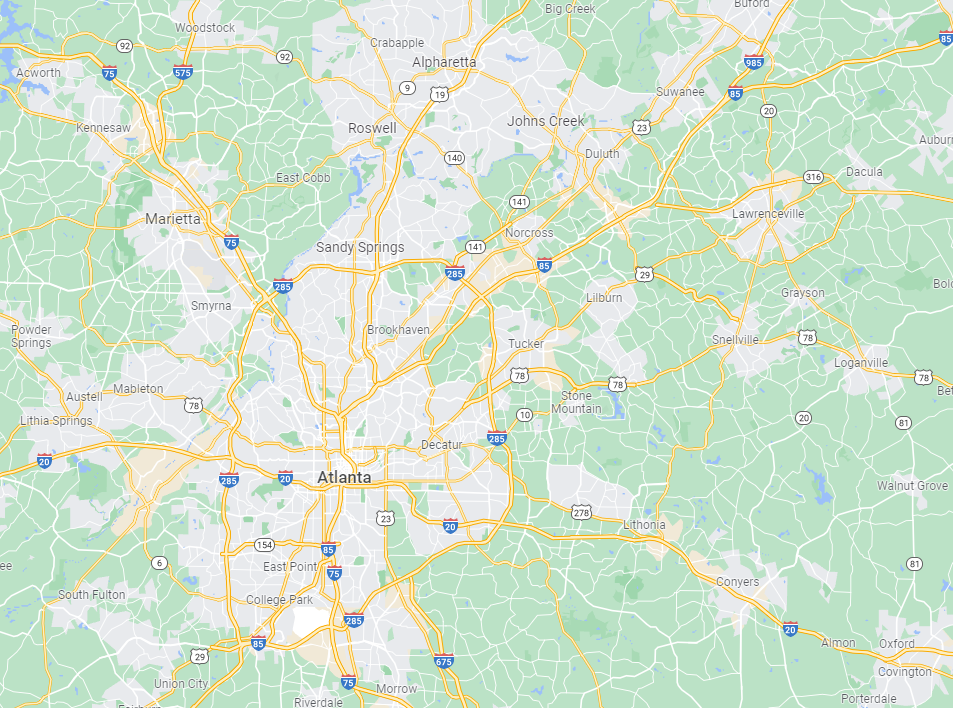 Big Creek
Buford
Woodstock
92
Crabapple
85
92
Alpharetta
985
Acworth
75
575
9
19
Suwanee
85
20
Kennesaw
Roswell
Johns Creek
23
Auburn
140
Duluth
East Cobb
316
Dacula
141
Marietta
Lawrenceville
75
Sandy Springs
141
Norcross
285
85
29
285
Smyrna
Lilburn
Grayson
Powder
Springs
Brookhaven
Tucker
Snellville
78
Loganville
78
78
78
Mableton
Austell
78
Stone
Mountain
Lithia Springs
10
20
81
Decatur
285
20
285
20
Atlanta
Walnut Grove
23
278
20
Lithonia
154
85
6
East Point
75
81
ee
Conyers
South Fulton
College Park
285
20
85
Almon
Oxford
29
675
Covington
Union City
75
Morrow
Riverdale
Porterdale